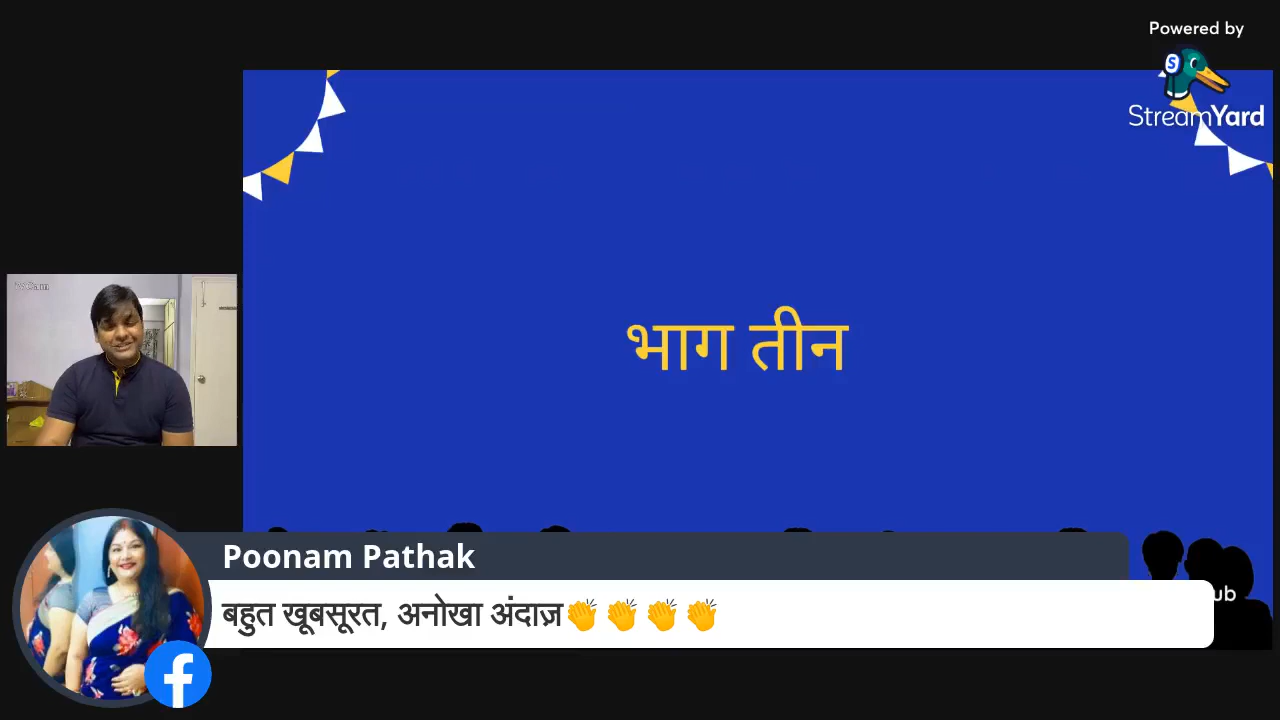 Powered by
StreamYard
भाग तीन
Poonam Pathak
बहुत खूबसूरत, अनोखा अंदाज़👏👏👏👏